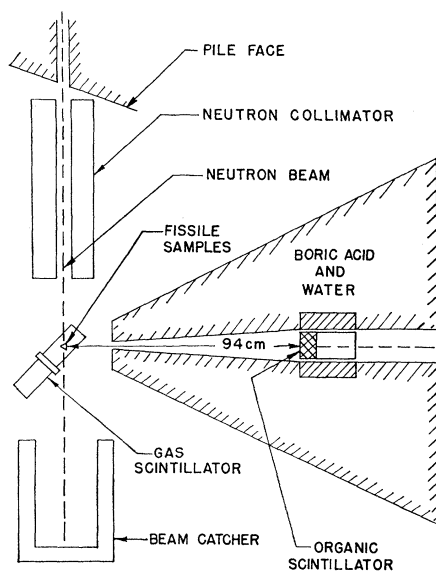 PILE FACE
NEUTRON COLLIMATOR
NEUTRON BEAM
FISSILE
SAMPLES
BORIC ACID
AND
WATER
94cm
GAS
SCINTILLATOR
BEAM CATCHER
ORGANIC
SCINTILLATOR